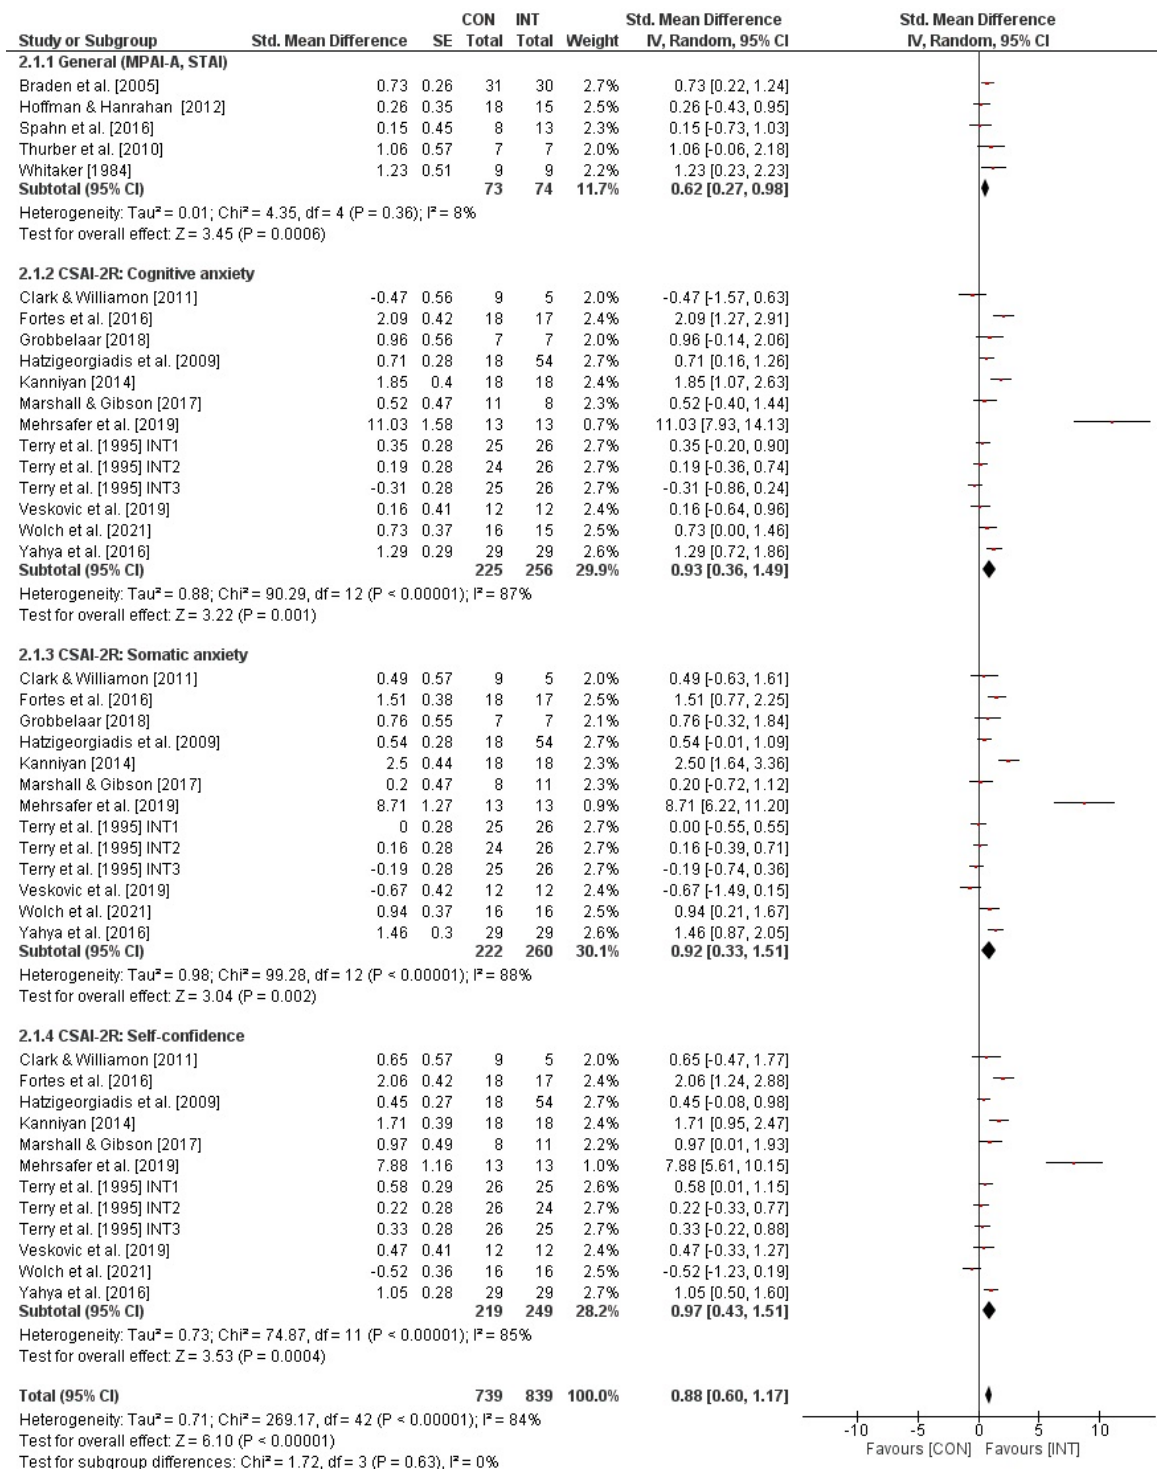 CON INT Std. Mean Difference Std. Mean Difference
Study or Subgroup Std. Mean Difference SE Total Total Weight IV, Random, 95% CI IV, Random, 95% CI
2.1.1 General (MPAI-A, STAI)
Braden et al. [2005] 0.73 0.26 31 30 2.7% 0.73 [0.22, 1.24]
Hoffman & Hanrahan [2012] 0.26 0.35 18 15 2.5% 0.26 [-0.43, 0.95]
Spahn et al. [2016] 0.15 0.45 8 13 2.3% 0.15 [-0.73, 1.03]
Thurber et al. [2010] 1.06 0.57 7 7 2.0% 1.06 [-0.06, 2.18]
Whitaker [1984] 1.23 0.51 9 9 2.2% 1.23 [0.23, 2.23]
Subtotal (95% CI) 73 74 11.7% 0.62 [0.27, 0.98]
Heterogeneity: Tau² = 0.01; Chi² = 4.35, df = 4 (P = 0.36); I² = 8%
Test for overall effect: Z = 3.45 (P = 0.0006)
2.1.2 CSAI-2R: Cognitive anxiety
Clark & Williamon [2011] -0.47 0.56 9 5 2.0% -0.47 [-1.57, 0.63]
Fortes et al. [2016] 2.09 0.42 18 17 2.4% 2.09 [1.27, 2.91]
Grobbelaar [2018] 0.96 0.56 7 7 2.0% 0.96 [-0.14, 2.06]
Hatzigeorgiadis et al. [2009] 0.71 0.28 18 54 2.7% 0.71 [0.16, 1.26]
Kanniyan [2014] 1.85 0.4 18 18 2.4% 1.85 [1.07, 2.63]
Marshall & Gibson [2017] 0.52 0.47 11 8 2.3% 0.52 [-0.40, 1.44]
Mehrsafer et al. [2019] 11.03 1.58 13 13 0.7% 11.03 [7.93, 14.13]
Terry et al. [1995] INT1 0.35 0.28 25 26 2.7% 0.35 [-0.20, 0.90]
Terry et al. [1995] INT2 0.19 0.28 24 26 2.7% 0.19 [-0.36, 0.74]
Terry et al. [1995] INT3 -0.31 0.28 25 26 2.7% -0.31 [-0.86, 0.24]
Veskovic et al. [2019] 0.16 0.41 12 12 2.4% 0.16 [-0.64, 0.96]
Wolch et al. [2021] 0.73 0.37 16 15 2.5% 0.73 [0.00, 1.46]
Yahya et al. [2016] 1.29 0.29 29 29 2.6% 1.29 [0.72, 1.86]
Subtotal (95% CI) 225 256 29.9% 0.93 [0.36, 1.49]
Heterogeneity: Tau² = 0.88; Chi² = 90.29, df = 12 (P < 0.00001); I² = 87%
Test for overall effect: Z = 3.22 (P = 0.001)
2.1.3 CSAI-2R: Somatic anxiety
Clark & Williamon [2011] 0.49 0.57 9 5 2.0% 0.49 [-0.63, 1.61]
Fortes et al. [2016] 1.51 0.38 18 17 2.5% 1.51 [0.77, 2.25]
Grobbelaar [2018] 0.76 0.55 7 7 2.1% 0.76 [-0.32, 1.84]
Hatzigeorgiadis et al. [2009] 0.54 0.28 18 54 2.7% 0.54 [-0.01, 1.09]
Kanniyan [2014] 2.5 0.44 18 18 2.3% 2.50 [1.64, 3.36]
Marshall & Gibson [2017] 0.2 0.47 8 11 2.3% 0.20 [-0.72, 1.12]
Mehrsafer et al. [2019] 8.71 1.27 13 13 0.9% 8.71 [6.22, 11.20]
Terry et al. [1995] INT1 0 0.28 25 26 2.7% 0.00 [-0.55, 0.55]
Terry et al. [1995] INT2 0.16 0.28 24 26 2.7% 0.16 [-0.39, 0.71]
Terry et al. [1995] INT3 -0.19 0.28 25 26 2.7% -0.19 [-0.74, 0.36]
Veskovic et al. [2019] -0.67 0.42 12 12 2.4% -0.67 [-1.49, 0.15]
Wolch et al. [2021] 0.94 0.37 16 16 2.5% 0.94 [0.21, 1.67]
Yahya et al. [2016] 1.46 0.3 29 29 2.6% 1.46 [0.87, 2.05]
Subtotal (95% CI) 222 260 30.1% 0.92 [0.33, 1.51]
Heterogeneity: Tau² = 0.98; Chi² = 99.28, df = 12 (P < 0.00001); I² = 88%
Test for overall effect: Z = 3.04 (P = 0.002)
2.1.4 CSAI-2R: Self-confidence
Clark & Williamon [2011] 0.65 0.57 9 5 2.0% 0.65 [-0.47, 1.77]
Fortes et al. [2016] 2.06 0.42 18 17 2.4% 2.06 [1.24, 2.88]
Hatzigeorgiadis et al. [2009] 0.45 0.27 18 54 2.7% 0.45 [-0.08, 0.98]
Kanniyan [2014] 1.71 0.39 18 18 2.4% 1.71 [0.95, 2.47]
Marshall & Gibson [2017] 0.97 0.49 8 11 2.2% 0.97 [0.01, 1.93]
Mehrsafer et al. [2019] 7.88 1.16 13 13 1.0% 7.88 [5.61, 10.15]
Terry et al. [1995] INT1 0.58 0.29 26 25 2.6% 0.58 [0.01, 1.15]
Terry et al. [1995] INT2 0.22 0.28 26 24 2.7% 0.22 [-0.33, 0.77]
Terry et al. [1995] INT3 0.33 0.28 26 25 2.7% 0.33 [-0.22, 0.88]
Veskovic et al. [2019] 0.47 0.41 12 12 2.4% 0.47 [-0.33, 1.27]
Wolch et al. [2021] -0.52 0.36 16 16 2.5% -0.52 [-1.23, 0.19]
Yahya et al. [2016] 1.05 0.28 29 29 2.7% 1.05 [0.50, 1.60]
Subtotal (95% CI) 219 249 28.2% 0.97 [0.43, 1.51]
Heterogeneity: Tau² = 0.73; Chi² = 74.87, df = 11 (P < 0.00001); I² = 85%
Test for overall effect: Z = 3.53 (P = 0.0004)
Total (95% CI) 739 839 100.0% 0.88 [0.60, 1.17]
Heterogeneity: Tau² = 0.71; Chi² = 269.17, df = 42 (P < 0.00001); I² = 84%
Test for overall effect: Z = 6.10 (P < 0.00001)
Test for subgroup differences: Chi² = 1.72, df = 3 (P = 0.63), I² = 0%
-10 -5 0 5 10
Favours [CON] Favours [INT]